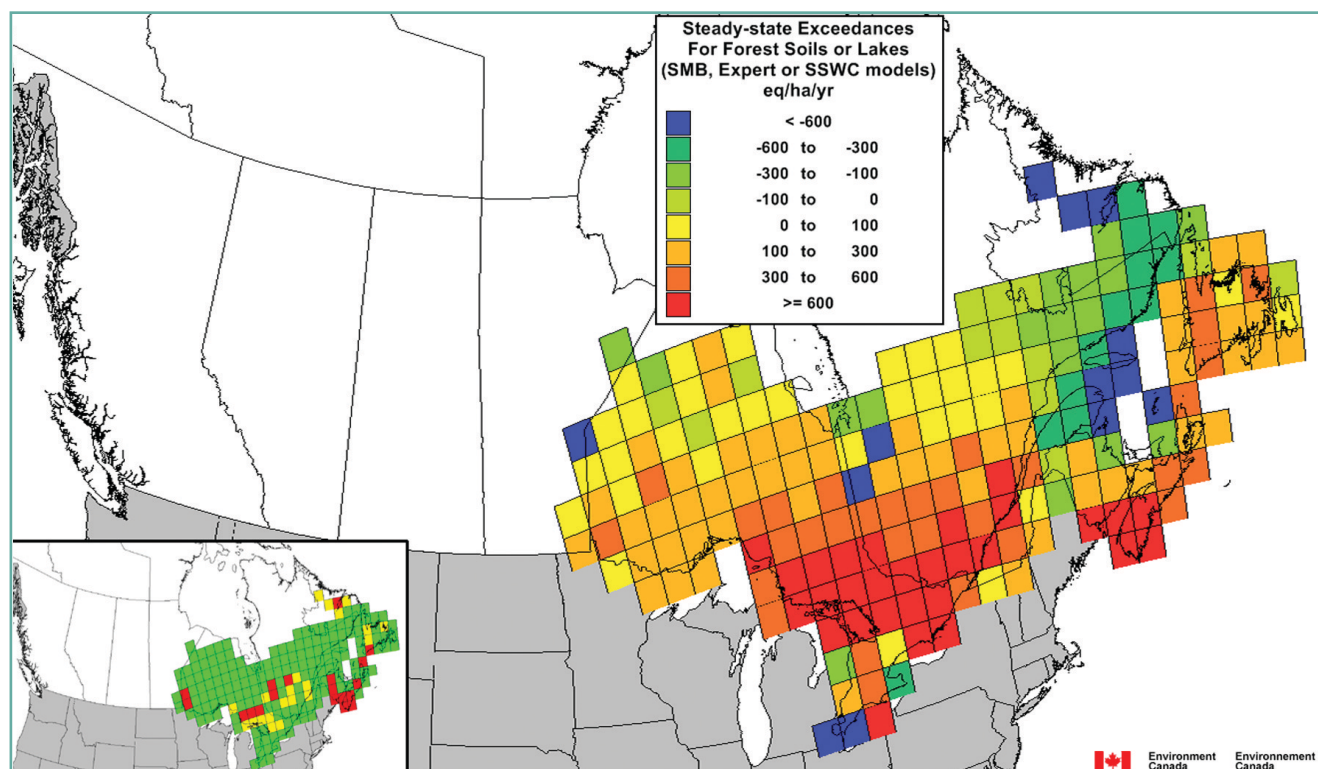 Steady-state Exceedances
For Forest Soils or Lakes
(SMB, Expert or SSWC models)
eq/ha/yr
< -600
-600 to -300
-300 to -100
-100 to 0
0 to 100
100 to 300
300 to 600
>= 600
Environment Environnement
Canada Canada